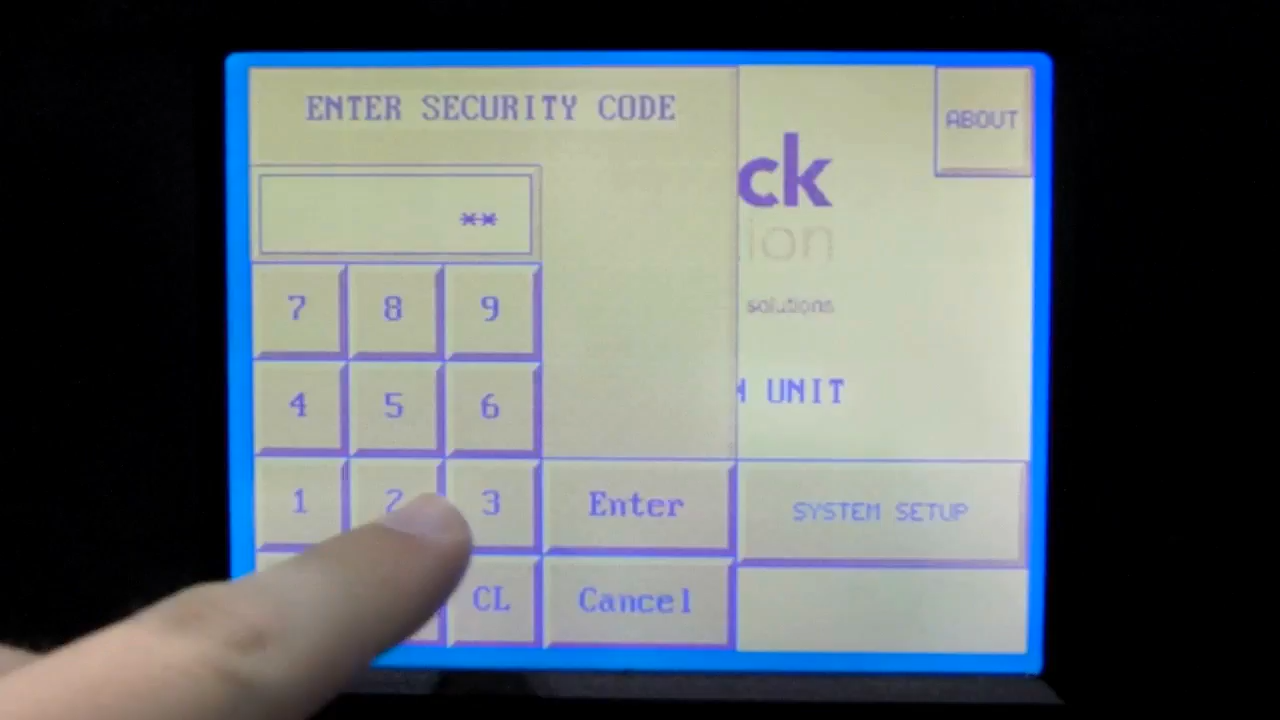 ENTER SECURITY CODE
ABOUT
ck
ion
**
solutions
7 8 9
UNIT
4 5 6
1 2 3 Enter SYSTEM SETUP
CL Cancel